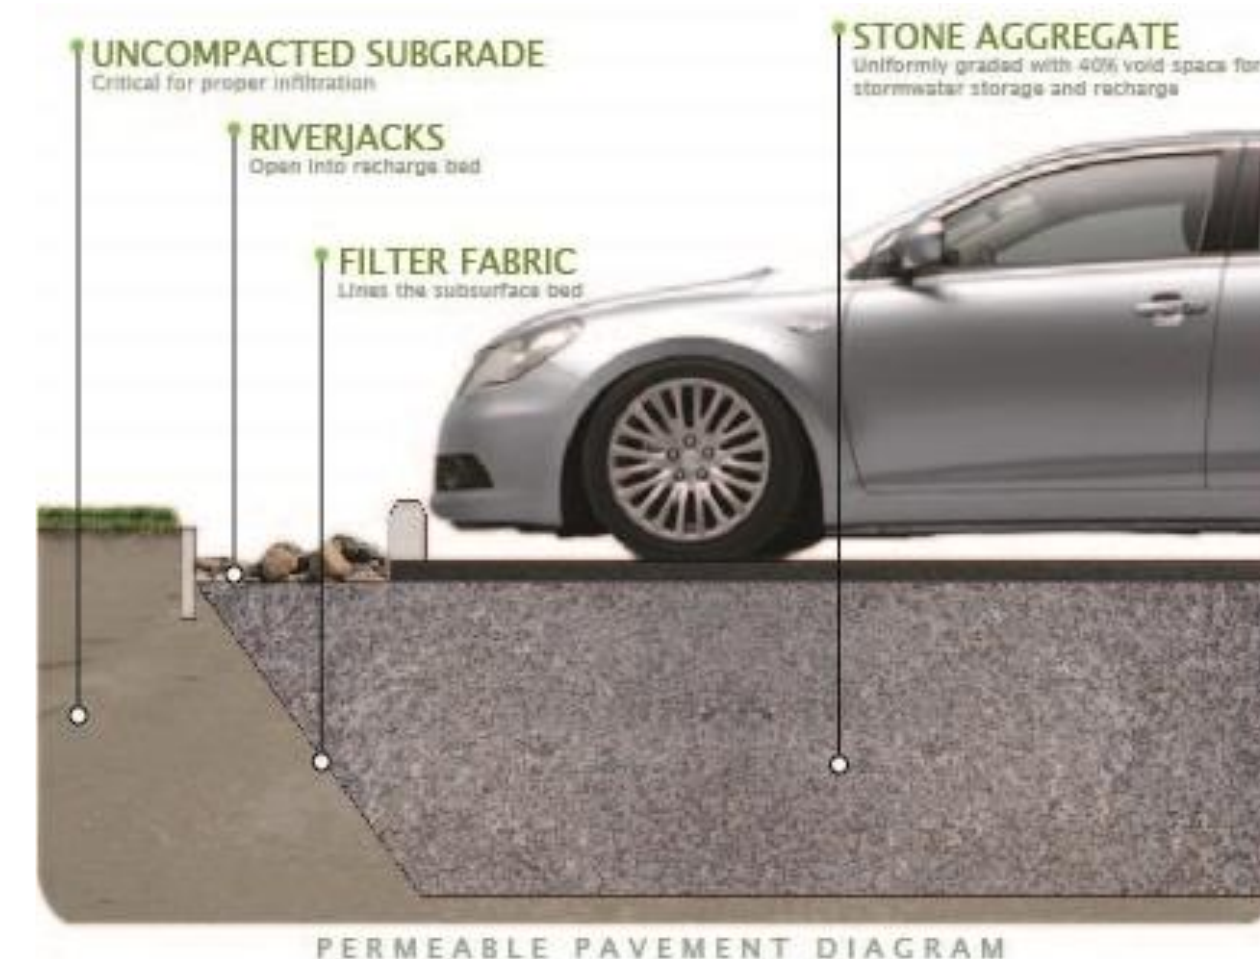 UNCOMPACTED SUBGRADE
Critical for proper infiltration
RIVERJACKS
Open into recharge bed
FILTER FABRIC
Lines the subsurface bed
STONE AGGREGATE
Uniformly graded with 40% void space for
stormwater storage and recharge
PERMEABLE PAVEMENT DIAGRAM